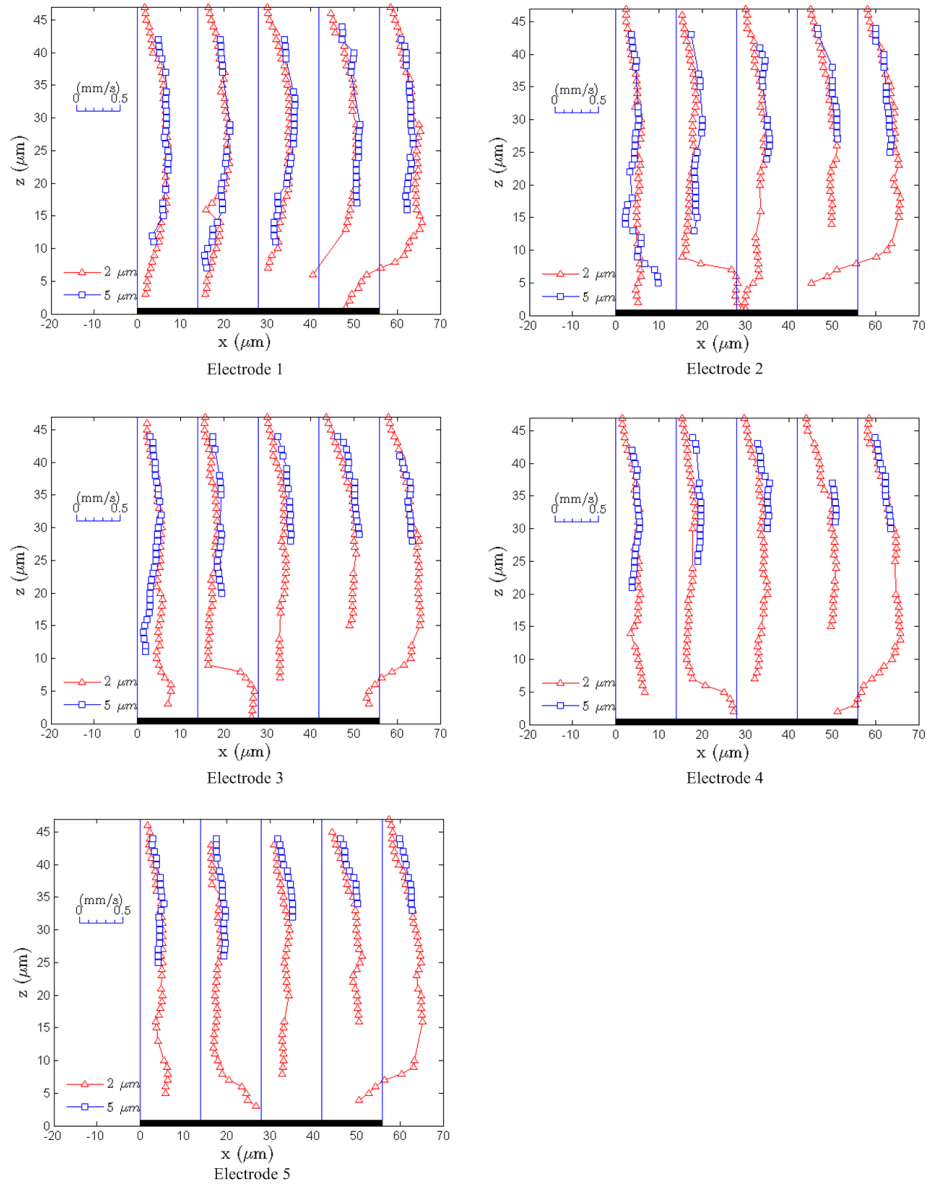 45
40
35
30
25
20
15
10
5
0
z (μm)
(mm/s)
0 0.5
2 μm
5 μm
-20 -10 0 10 20 30 40 50 60 70
x (μm)
Electrode 1
45
40
35
30
25
20
15
10
5
0
z (μm)
(mm/s)
0 0.5
2 μm
5 μm
-20 -10 0 10 20 30 40 50 60 70
x (μm)
Electrode 2
45
40
35
30
25
20
15
10
5
0
z (μm)
(mm/s)
0 0.5
2 μm
5 μm
-20 -10 0 10 20 30 40 50 60 70
x (μm)
Electrode 3
45
40
35
30
25
20
15
10
5
0
z (μm)
(mm/s)
0 0.5
2 μm
5 μm
-20 -10 0 10 20 30 40 50 60 70
x (μm)
Electrode 4
45
40
35
30
25
20
15
10
5
0
z (μm)
(mm/s)
0 0.5
2 μm
5 μm
-20 -10 0 10 20 30 40 50 60 70
x (μm)
Electrode 5